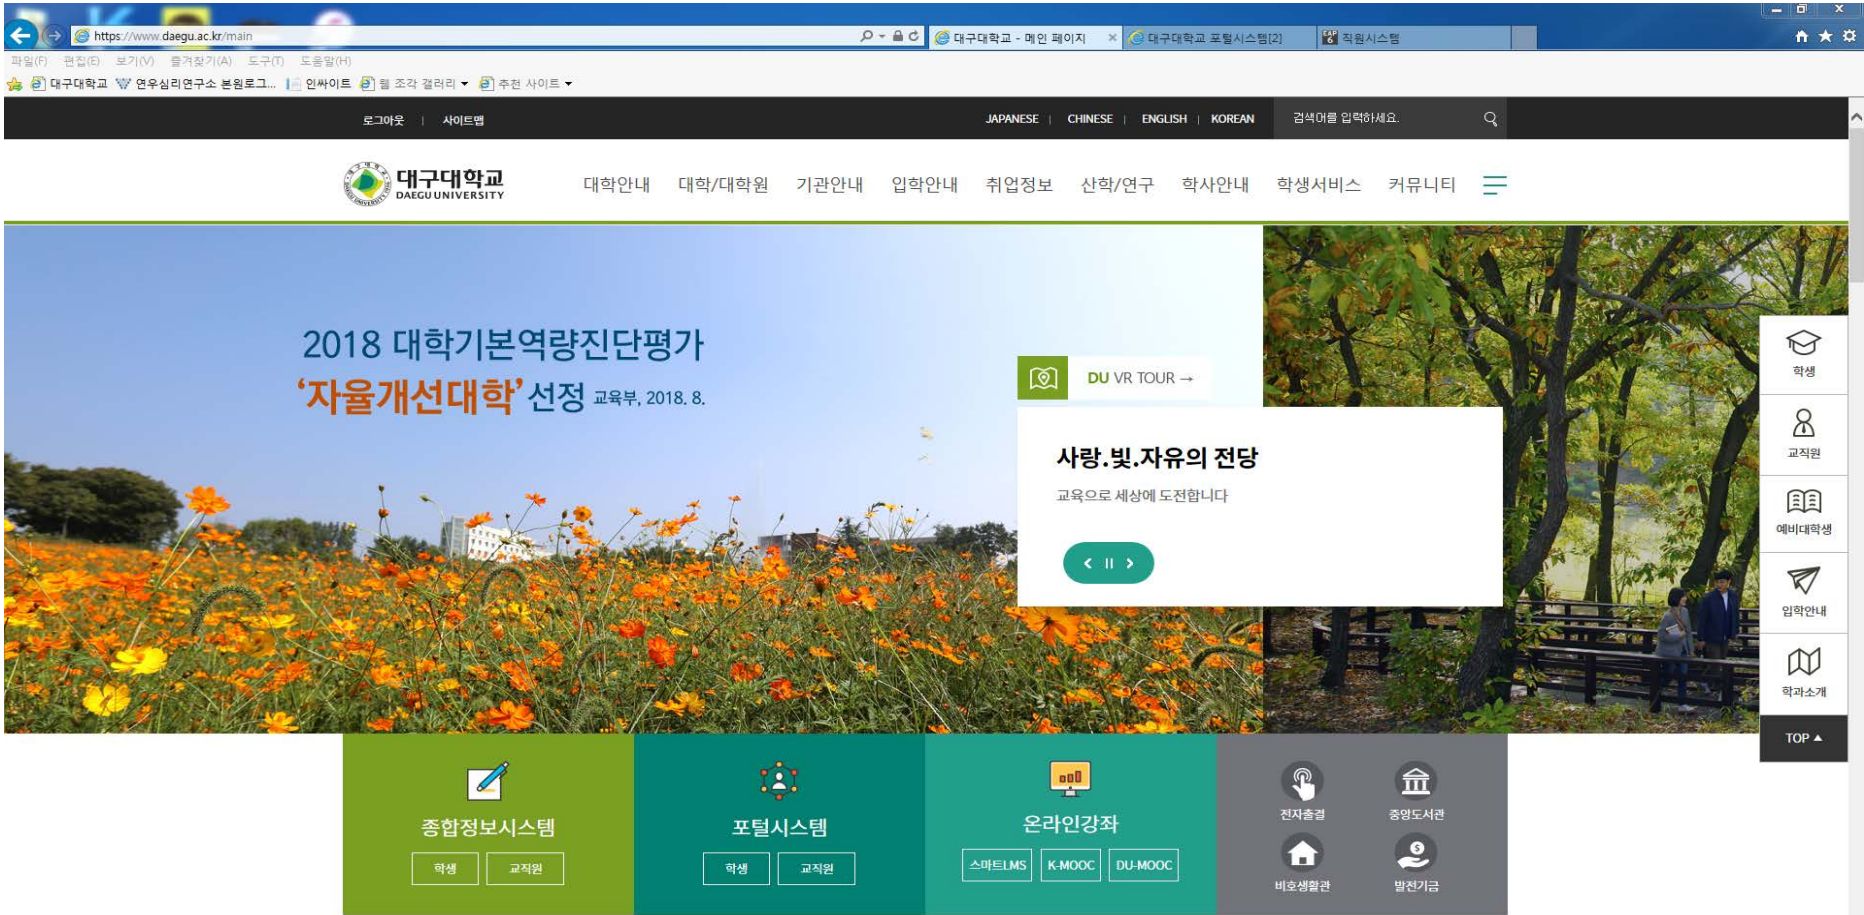 https://www.daegu.ac.kr/main
대구대학교 - 메인 페이지
대구대학교 포털시스템[2]
직원시스템
파일(F) 편집(E) 보기(V) 즐겨찾기(A) 도구(T) 도움말(H)
대구대학교 연우심리연구소 본원로그... 인싸이트 웹 조각 갤러리 추천 사이트
로그아웃 | 사이트맵
JAPANESE | CHINESE | ENGLISH | KOREAN
검색어를 입력하세요.
대구대학교
DAEGU UNIVERSITY
대학안내 대학/대학원 기관안내 입학안내 취업정보 산학/연구 학사안내 학생서비스 커뮤니티
2018 대학기본역량진단평가
‘자율개선대학’ 선정 교육부, 2018. 8.
DU VR TOUR →
사랑.빛.자유의 전당
교육으로 세상에 도전합니다
학생
교직원
예비대학생
입학안내
학과소개
TOP ▲
종합정보시스템
학생 교직원
포털시스템
학생 교직원
온라인강좌
스마트LMS K-MOOC DU-MOOC
전자출결 중앙도서관
비호생활관 발전기금